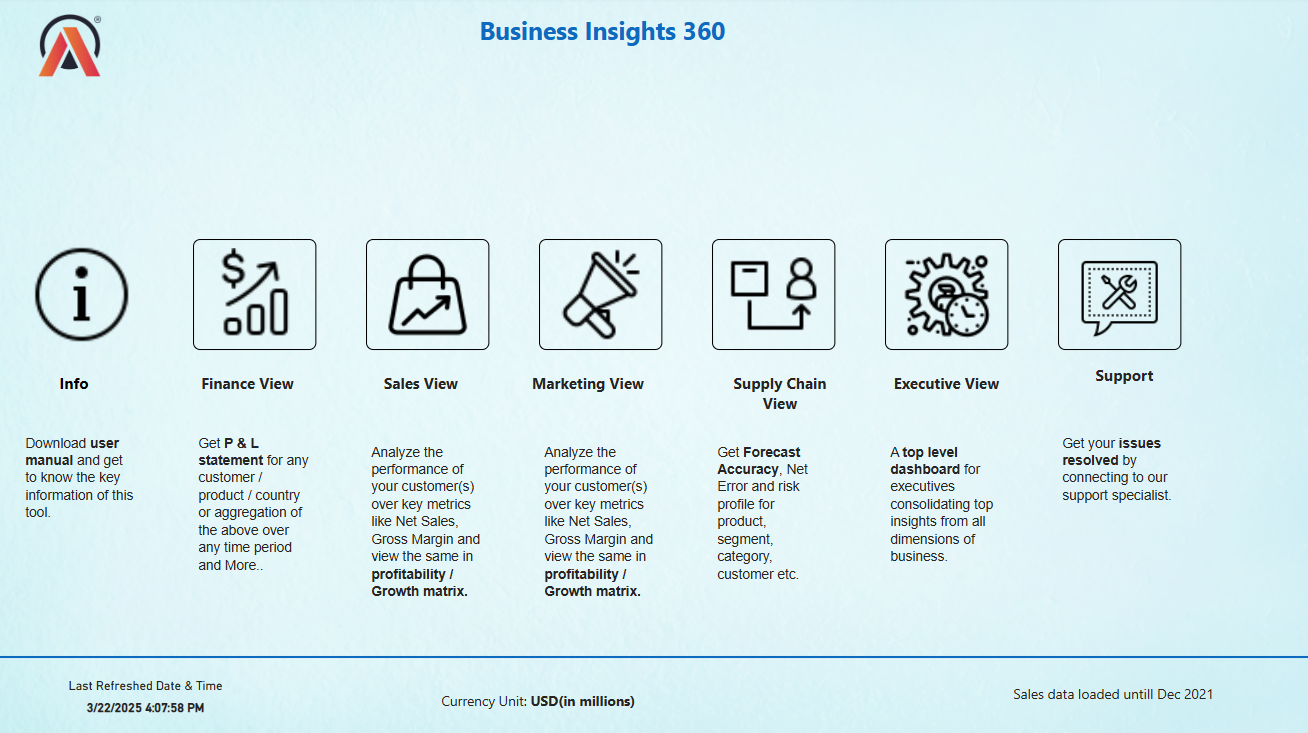 ®
Business Insights 360
Info
Finance View
Sales View
Marketing View
Supply Chain
View
Executive View
Support
Download user
manual and get
to know the key
information of this
tool.
Get P & L
statement for any
customer /
product / country
or aggregation of
the above over
any time period
and More..
Analyze the
performance of
your customer(s)
over key metrics
like Net Sales,
Gross Margin and
view the same in
profitability /
Growth matrix.
Analyze the
performance of
your customer(s)
over key metrics
like Net Sales,
Gross Margin and
view the same in
profitability /
Growth matrix.
Get Forecast
Accuracy, Net
Error and risk
profile for
product,
segment,
category,
customer etc.
A top level
dashboard for
executives
consolidating top
insights from all
dimensions of
business.
Get your issues
resolved by
connecting to our
support specialist.
Last Refreshed Date & Time
3/22/2025 4:07:58 PM
Currency Unit: USD(in millions)
Sales data loaded untill Dec 2021